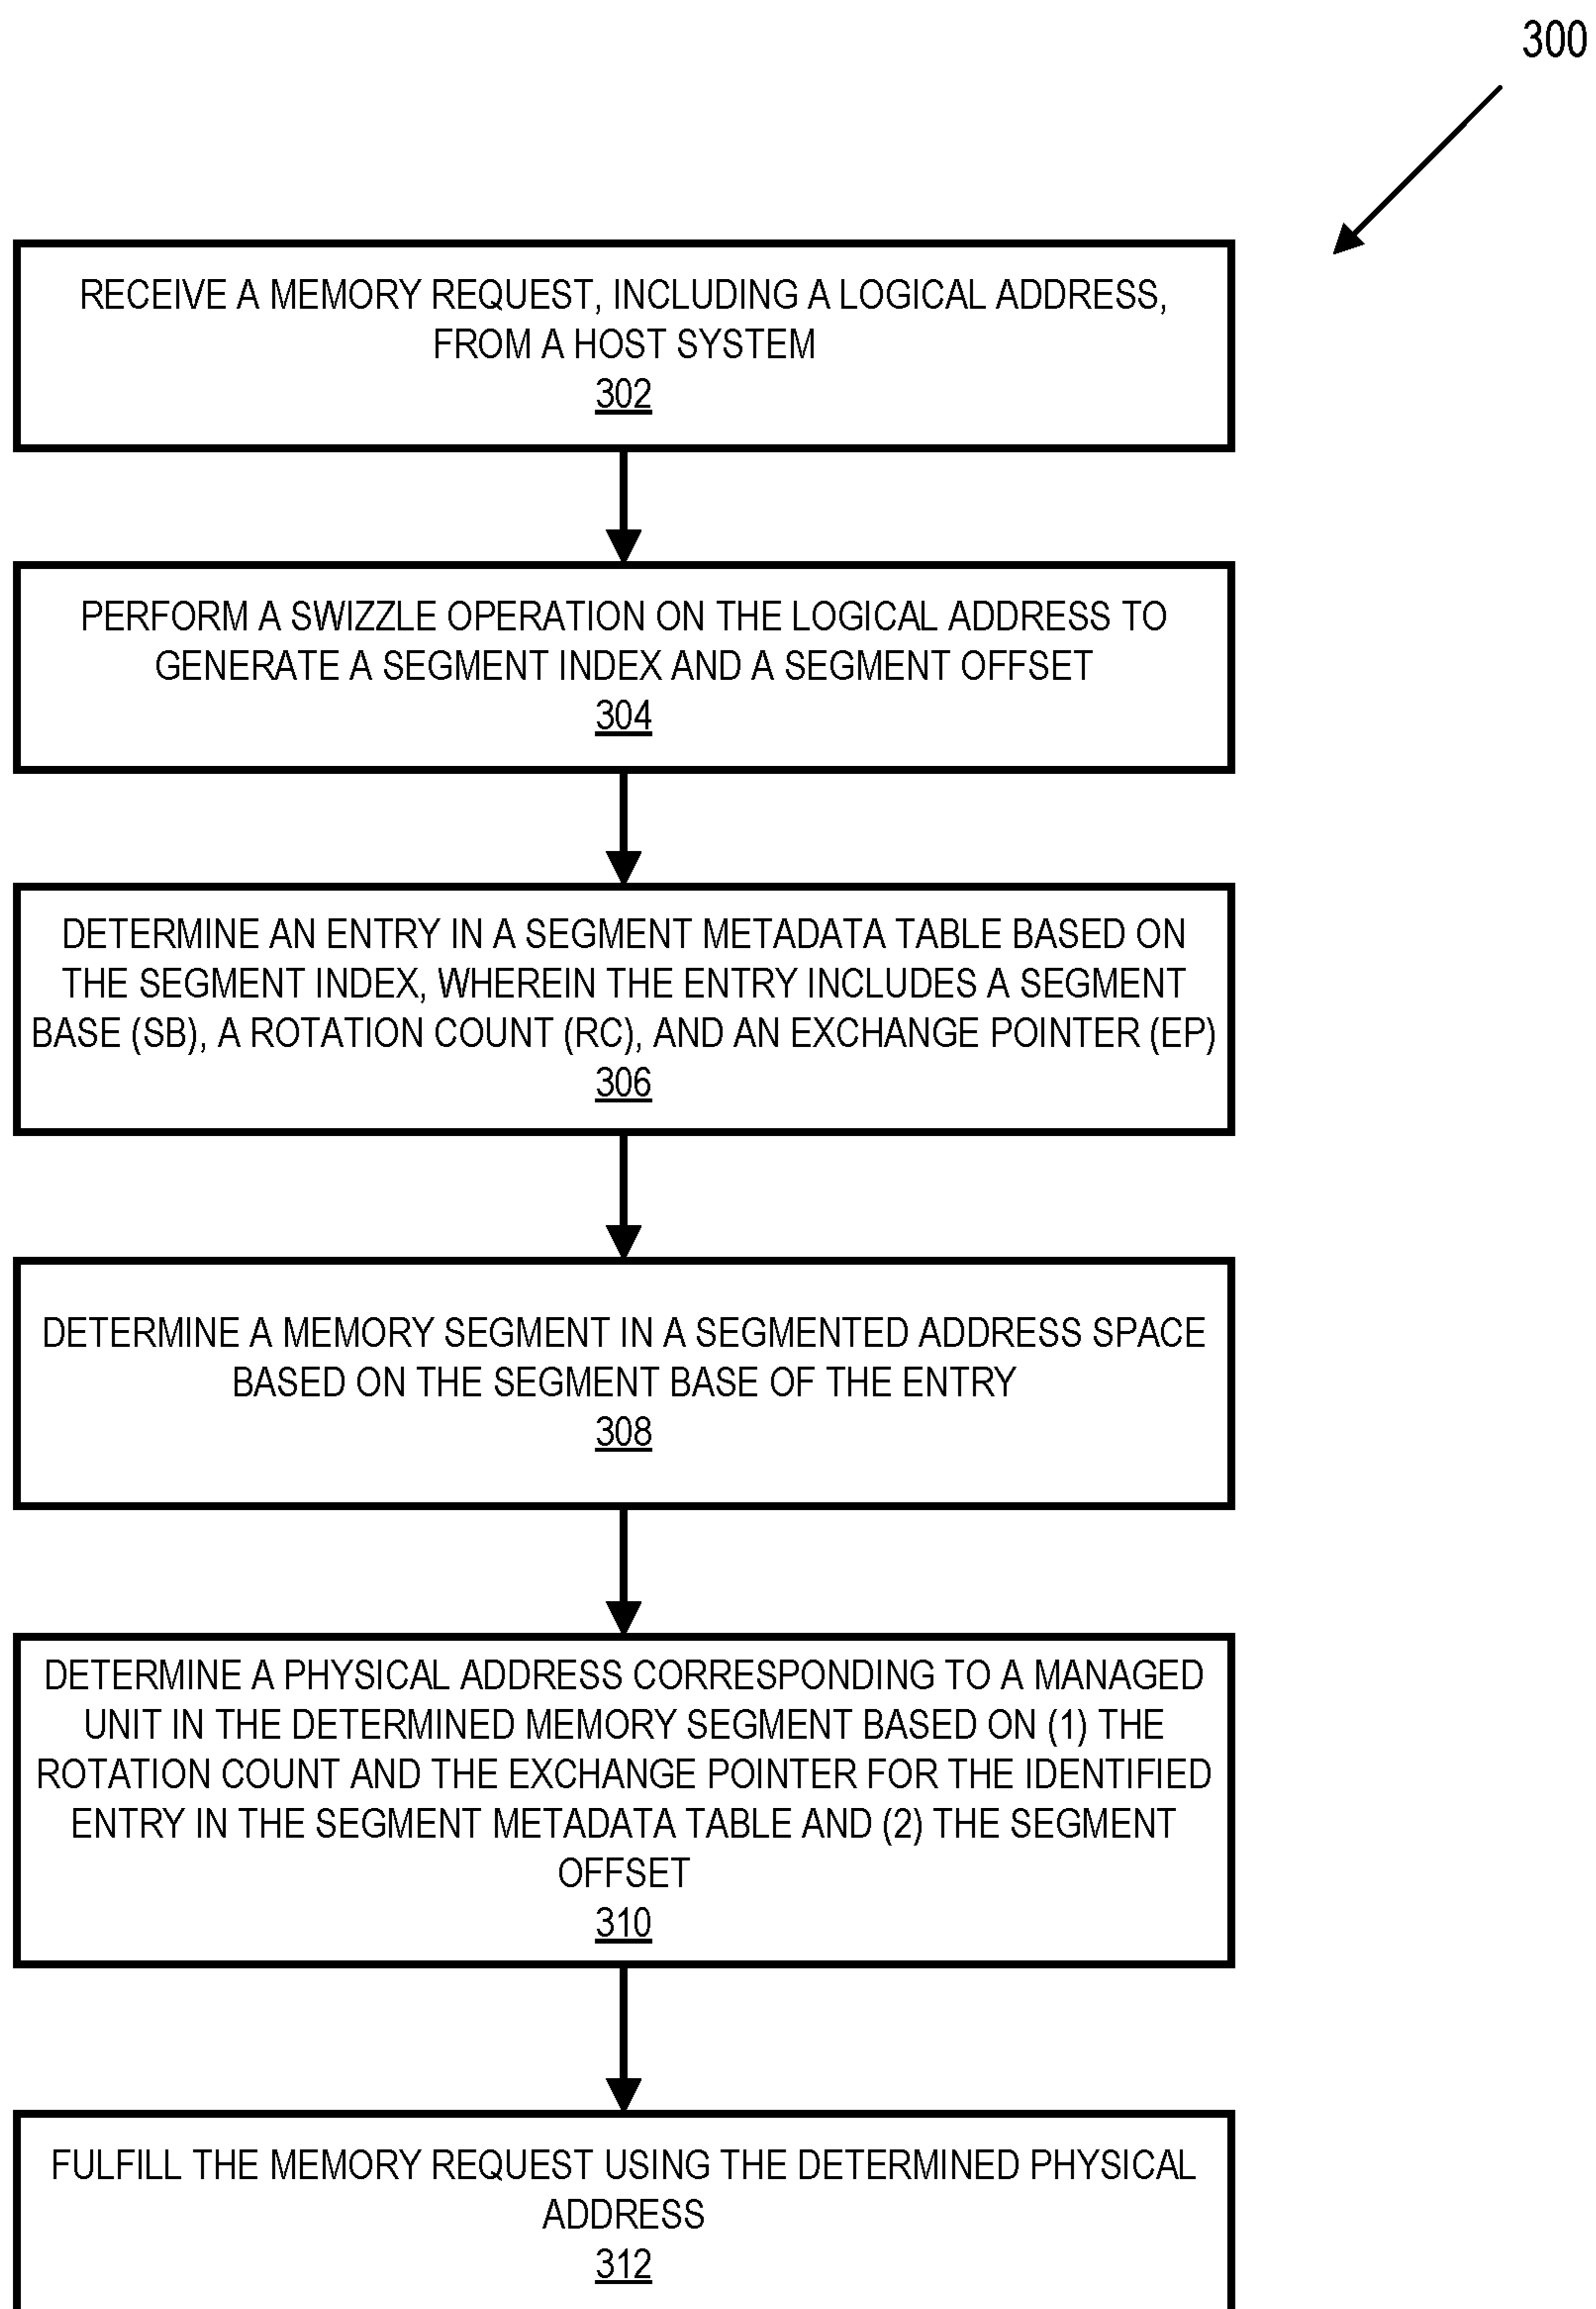 300
RECEIVE A MEMORY REQUEST, INCLUDING A LOGICAL ADDRESS,
FROM A HOST SYSTEM
302
PERFORM A SWIZZLE OPERATION ON THE LOGICAL ADDRESS TO
GENERATE A SEGMENT INDEX AND A SEGMENT OFFSET
304
DETERMINE AN ENTRY IN A SEGMENT METADATA TABLE BASED ON
THE SEGMENT INDEX, WHEREIN THE ENTRY INCLUDES A SEGMENT
BASE (SB), A ROTATION COUNT (RC), AND AN EXCHANGE POINTER (EP)
306
DETERMINE A MEMORY SEGMENT IN A SEGMENTED ADDRESS SPACE
BASED ON THE SEGMENT BASE OF THE ENTRY
308
DETERMINE A PHYSICAL ADDRESS CORRESPONDING TO A MANAGED
UNIT IN THE DETERMINED MEMORY SEGMENT BASED ON (1) THE
ROTATION COUNT AND THE EXCHANGE POINTER FOR THE IDENTIFIED
ENTRY IN THE SEGMENT METADATA TABLE AND (2) THE SEGMENT
OFFSET
310
FULFILL THE MEMORY REQUEST USING THE DETERMINED PHYSICAL
ADDRESS
312